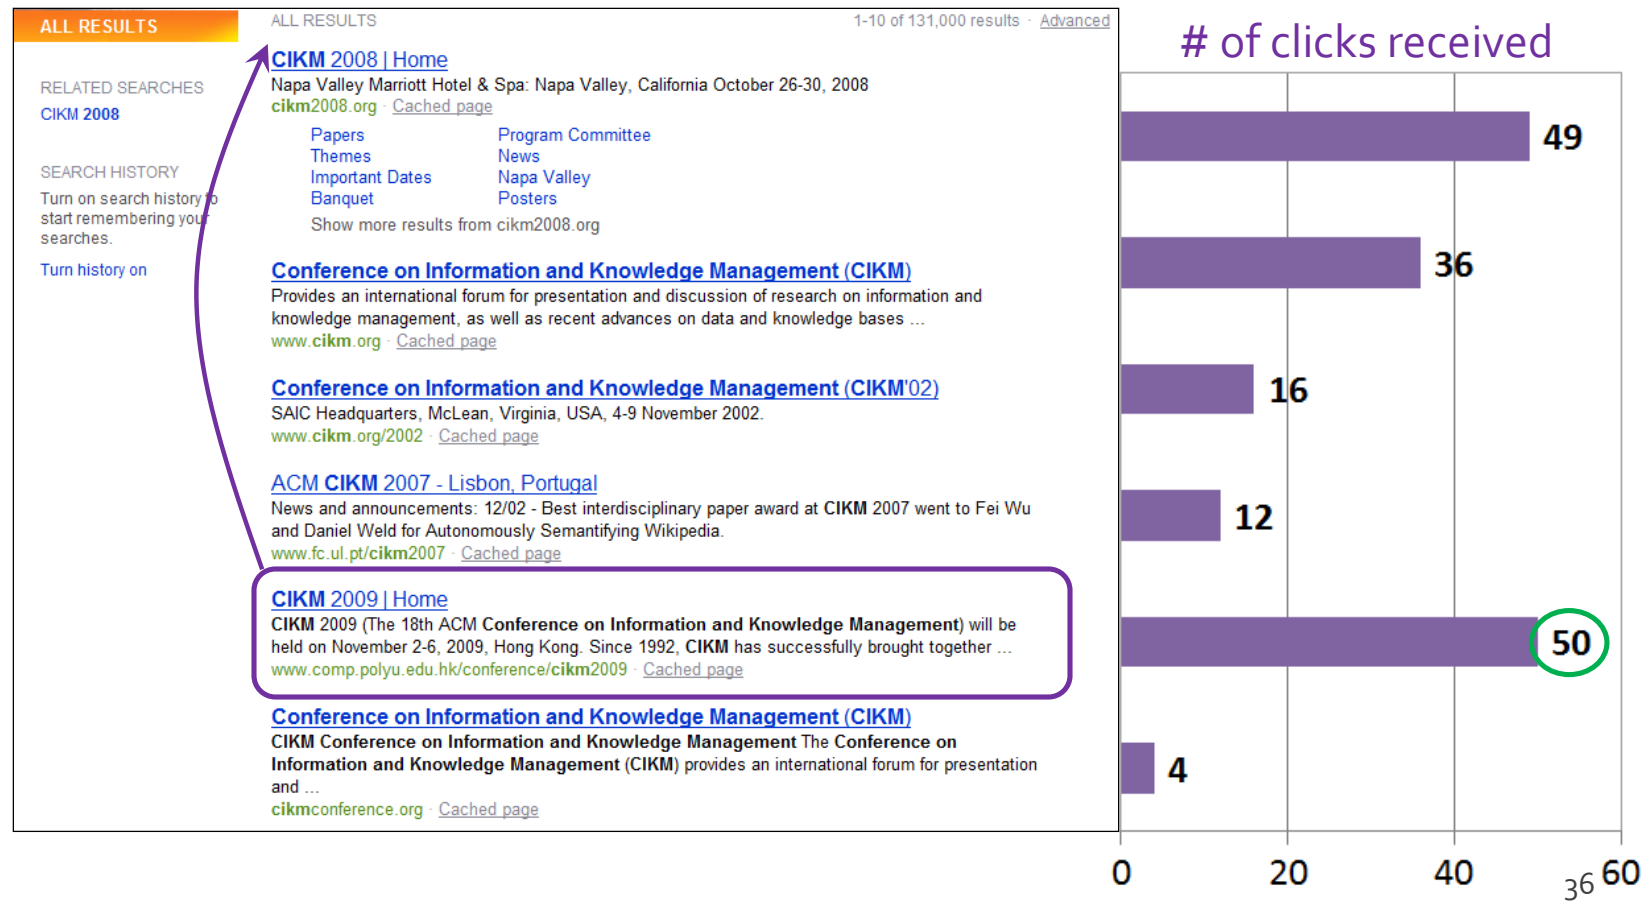 ALL RESULTS
RELATED SEARCHES
CIKM 2008
SEARCH HISTORY
Turn on search history to
start remembering your
searches.
Turn history on
ALL RESULTS
1-10 of 131,000 results · Advanced
CIKM 2008 | Home
Napa Valley Marriott Hotel & Spa: Napa Valley, California October 26-30, 2008
cikm2008.org · Cached page
Papers Program Committee
Themes News
Important Dates Napa Valley
Banquet Posters
Show more results from cikm2008.org
Conference on Information and Knowledge Management (CIKM)
Provides an international forum for presentation and discussion of research on information and
knowledge management, as well as recent advances on data and knowledge bases ...
www.cikm.org · Cached page
Conference on Information and Knowledge Management (CIKM'02)
SAIC Headquarters, McLean, Virginia, USA, 4-9 November 2002.
www.cikm.org/2002 · Cached page
ACM CIKM 2007 - Lisbon, Portugal
News and announcements: 12/02 - Best interdisciplinary paper award at CIKM 2007 went to Fei Wu
and Daniel Weld for Autonomously Semantifying Wikipedia.
www.fc.ul.pt/cikm2007 · Cached page
CIKM 2009 | Home
CIKM 2009 (The 18th ACM Conference on Information and Knowledge Management) will be
held on November 2-6, 2009, Hong Kong. Since 1992, CIKM has successfully brought together ...
www.comp.polyu.edu.hk/conference/cikm2009 · Cached page
Conference on Information and Knowledge Management (CIKM)
CIKM Conference on Information and Knowledge Management The Conference on
Information and Knowledge Management (CIKM) provides an international forum for presentation
and ...
cikmconference.org · Cached page
# of clicks received
49
36
16
12
50
4
0 20 40 60
36